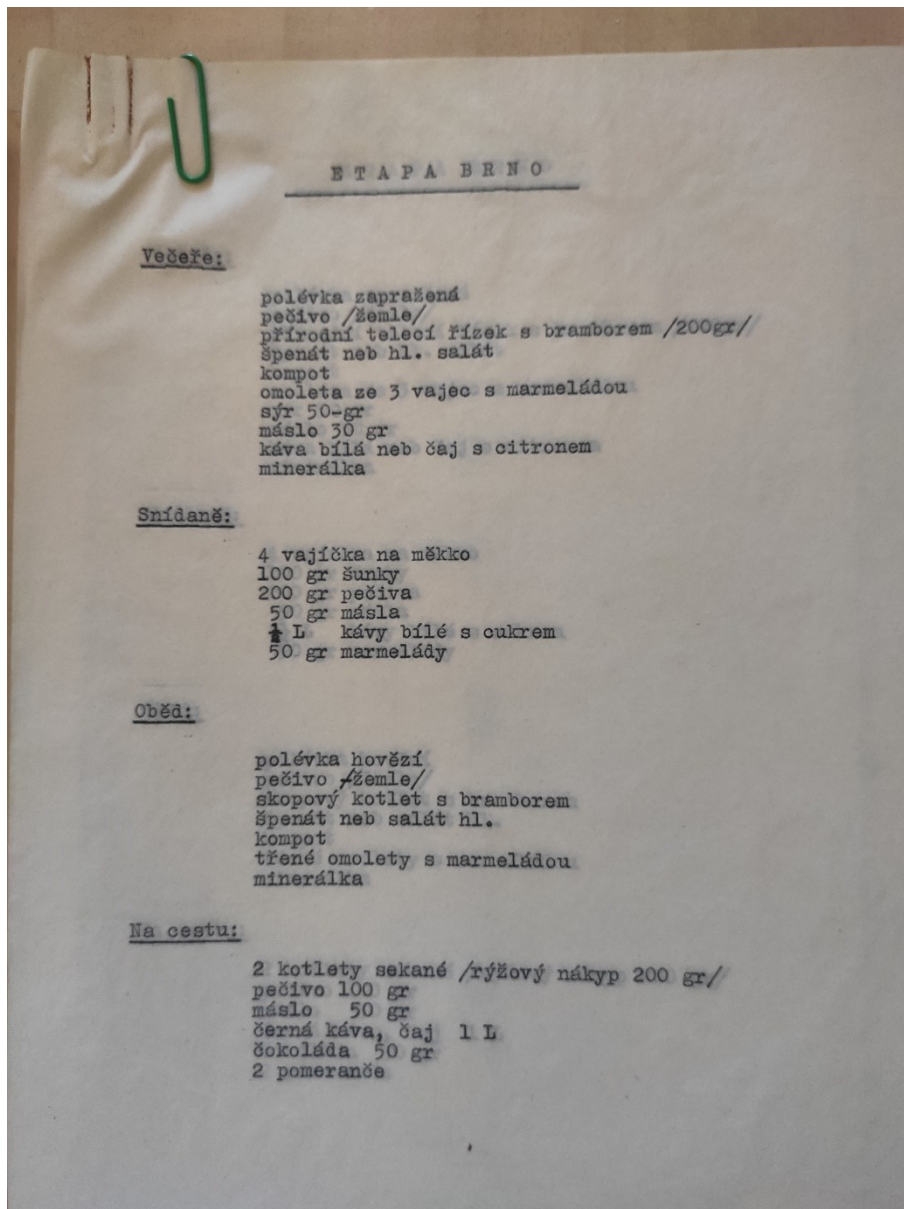 ETAPA BRNO
Večeře:
polévka zapražená
pečivo /žemle/
přírodní telecí řízek s bramborem /200gr/
špenát neb hl. salát
kompot
omoleta ze 3 vajec s marmeládou
sýr 50-gr
máslo 30 gr
káva bílá neb čaj s citronem
minerálka
Snídaně:
4 vajíčka na měkko
100 gr šunky
200 gr pečiva
50 gr másla
L kávy bílé s cukrem
50 gr marmelády
Oběd:
polévka hovězí
pečivo /žemle/
skopový kotlet s bramborem
špenát neb salát hl.
kompot
třené omolety s marmeládou
minerálka
Na cestu:
2 kotlety sekané /rýžový nákyp 200 gr/
pečivo 100 gr
máslo 50 gr
černá káva, čaj 1 L
čokoláda 50 gr
2 pomeranče